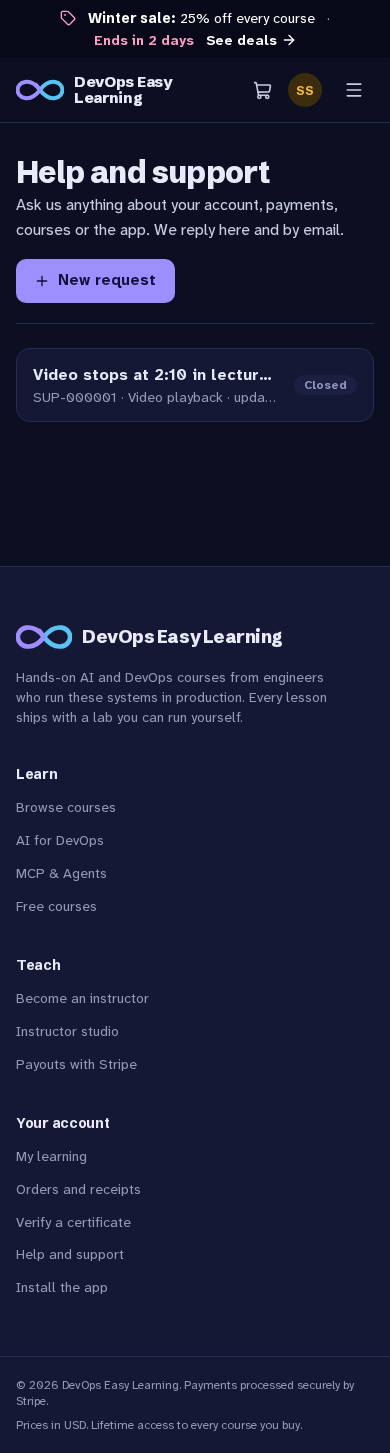 Winter sale: 25% off every course ·
Ends in 2 days See deals →
DevOps Easy
Learning
SS
Help and support
Ask us anything about your account, payments,
courses or the app. We reply here and by email.
+ New request
Video stops at 2:10 in lectur...
Closed
SUP-000001 · Video playback · upda...
DevOps Easy Learning
Hands-on AI and DevOps courses from engineers
who run these systems in production. Every lesson
ships with a lab you can run yourself.
Learn
Browse courses
AI for DevOps
MCP & Agents
Free courses
Teach
Become an instructor
Instructor studio
Payouts with Stripe
Your account
My learning
Orders and receipts
Verify a certificate
Help and support
Install the app
© 2026 DevOps Easy Learning. Payments processed securely by
Stripe.
Prices in USD. Lifetime access to every course you buy.